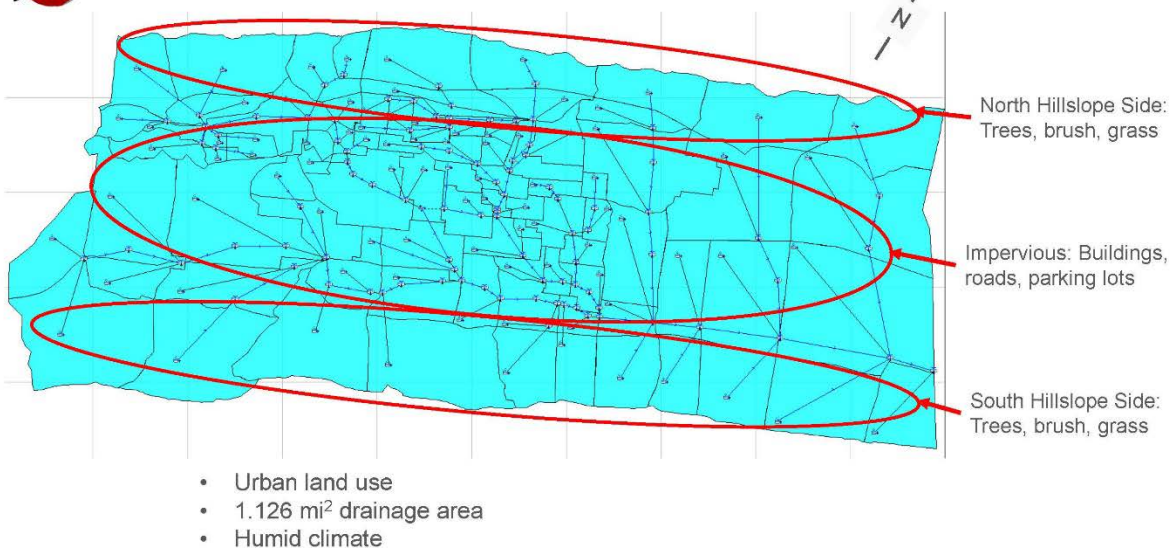 N
North Hillslope Side:
Trees, brush, grass
Impervious: Buildings,
roads, parking lots
South Hillslope Side:
Trees, brush, grass
• Urban land use
• 1.126 mi² drainage area
• Humid climate